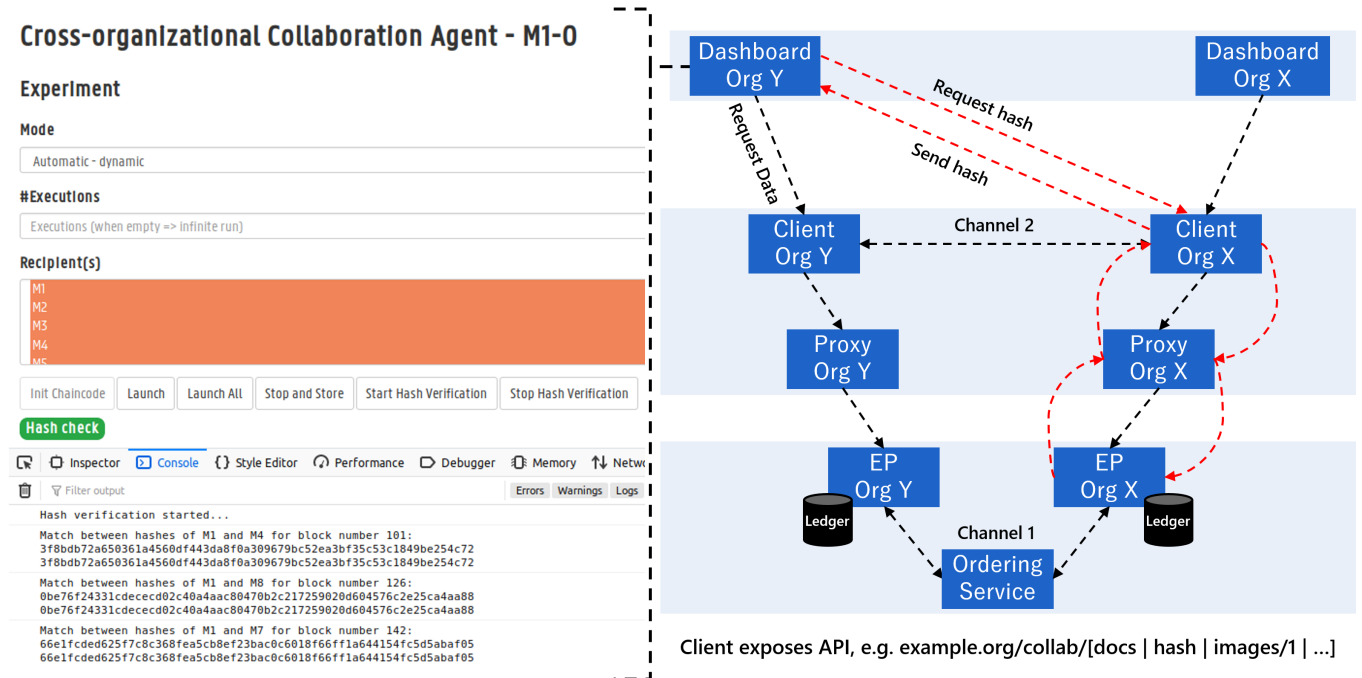 Cross-organizational Collaboration Agent - M1-O
Experiment
Mode
Automatic - dynamic
#Executions
Executions (when empty => infinite run)
Recipient(s)
M1
M2
M3
M4
M5
Init Chaincode
Launch
Launch All
Stop and Store
Start Hash Verification
Stop Hash Verification
Hash check
Inspector
Console
Style Editor
Performance
Debugger
Memory
Netw
Filter output
Errors
Warnings
Logs
Hash verification started...
Match between hashes of M1 and M4 for block number 101:
3f8bdb72a650361a4560df443da8f0a309679bc52ea3bf35c53c1849be254c72
3f8bdb72a650361a4560df443da8f0a309679bc52ea3bf35c53c1849be254c72
Match between hashes of M1 and M8 for block number 126:
0be76f24331cdececd02c40a4aac80470b2c217259020d604576c2e25ca4aa88
0be76f24331cdececd02c40a4aac80470b2c217259020d604576c2e25ca4aa88
Match between hashes of M1 and M7 for block number 142:
66e1fcded625f7c8c368fea5cb8ef23bac0c6018f66ff1a644154fc5d5abaf05
66e1fcded625f7c8c368fea5cb8ef23bac0c6018f66ff1a644154fc5d5abaf05
Dashboard
Org Y
Dashboard
Org X
Request hash
Send hash
Request Data
Client
Org Y
Channel 2
Client
Org X
Proxy
Org Y
Proxy
Org X
EP
Org Y
EP
Org X
Ledger
Ledger
Channel 1
Ordering
Service
Client exposes API, e.g. example.org/collab/[docs | hash | images/1 | ...]